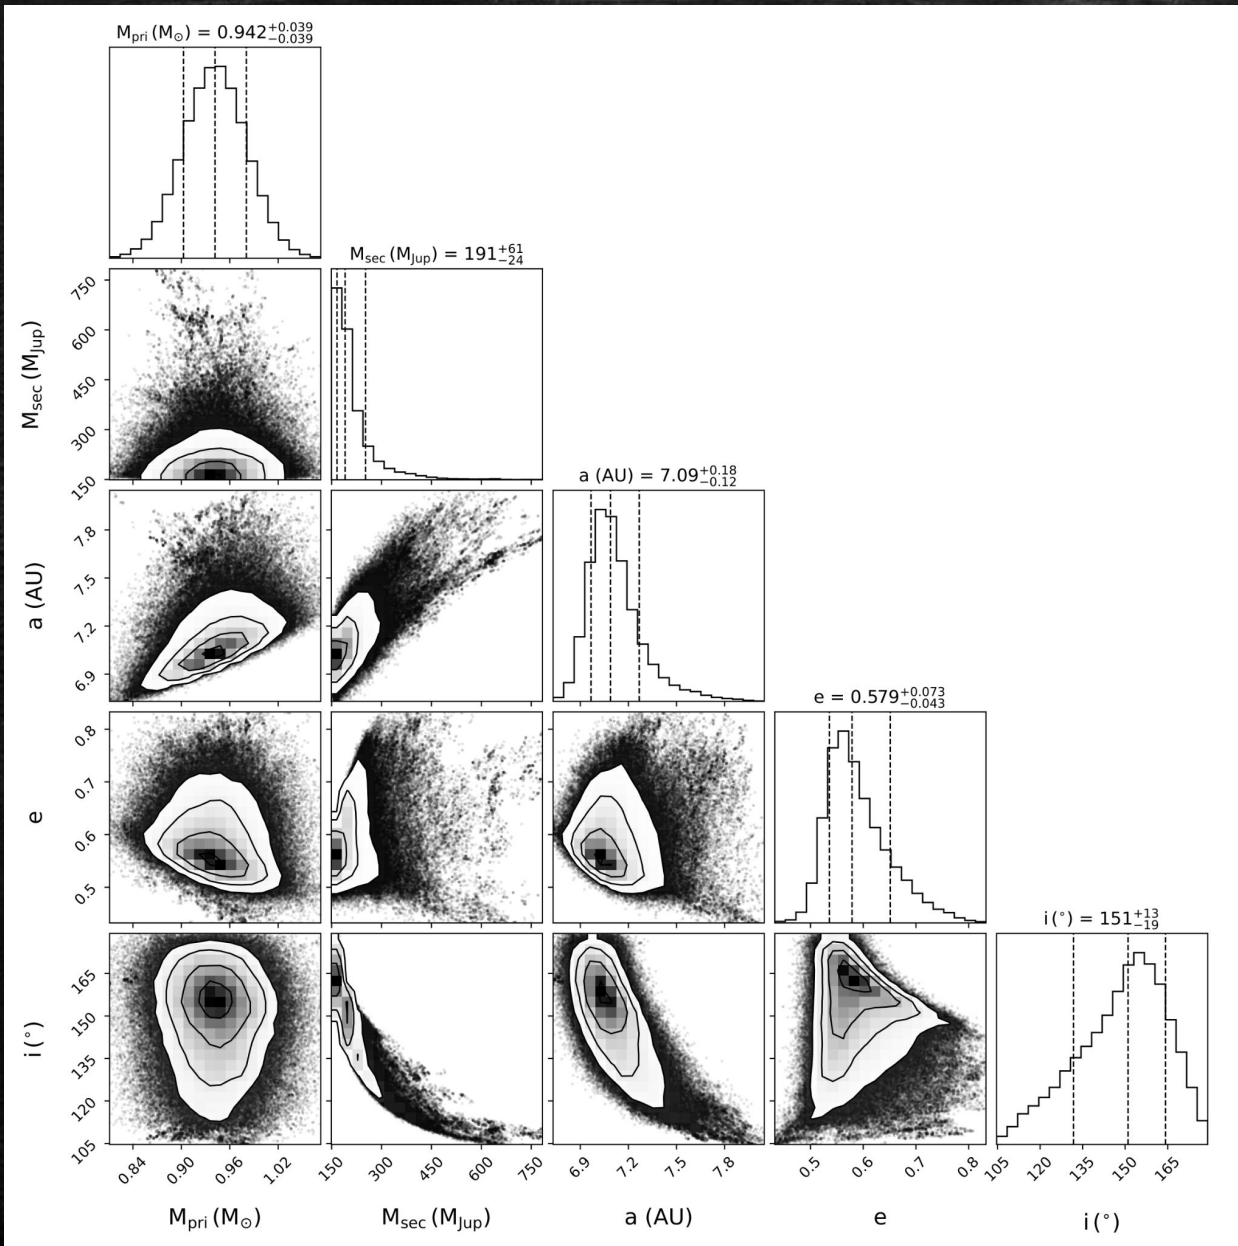 M_pri (M_⊙) = 0.942^{+0.039}_{−0.039}
M_sec (M_Jup) = 191^{+61}_{−24}
750
600
450
300
150
M_sec (M_Jup)
a (AU) = 7.09^{+0.18}_{−0.12}
7.8
7.5
7.2
6.9
a (AU)
e = 0.579^{+0.073}_{−0.043}
0.8
0.7
0.6
0.5
e
i (°) = 151^{+13}_{−19}
165
150
135
120
105
i (°)
0.84 0.90 0.96 1.02 150 300 450 600 750 6.9 7.2 7.5 7.8 0.5 0.6 0.7 0.8 105 120 135 150 165
M_pri (M_⊙) M_sec (M_Jup) a (AU) e i (°)